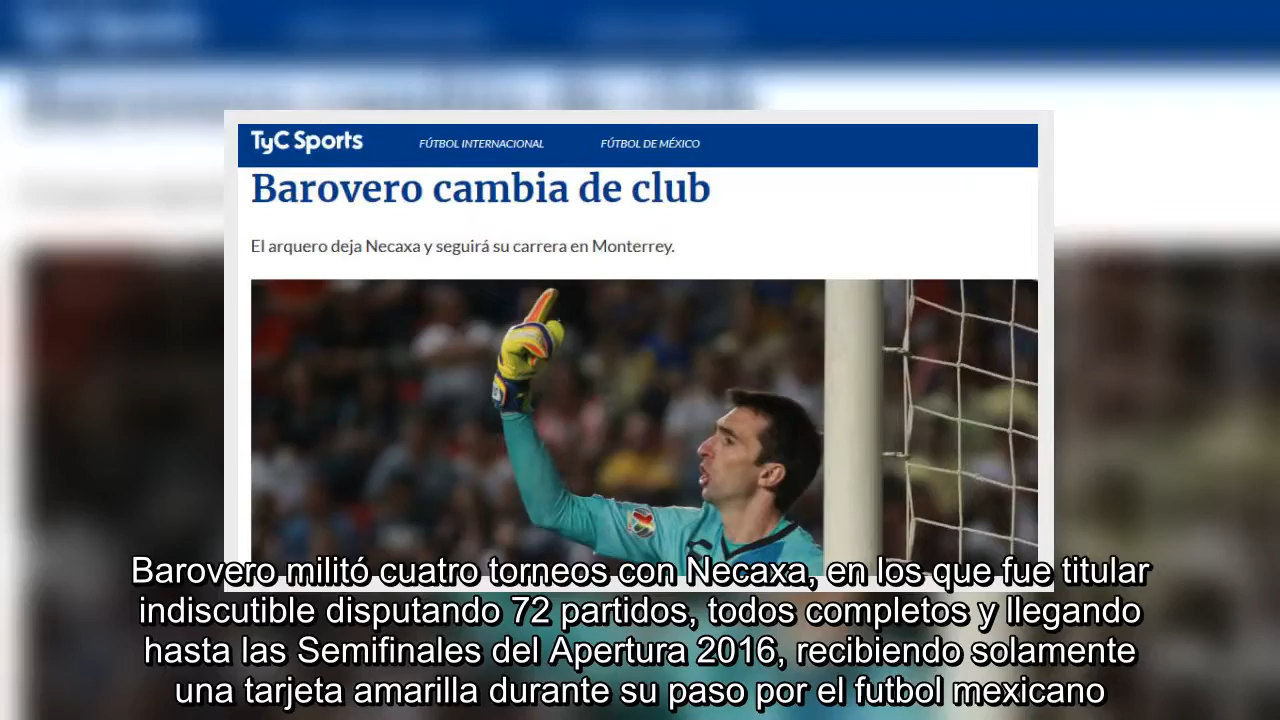 TyC Sports
FÚTBOL INTERNACIONAL
FÚTBOL DE MÉXICO
Barovero cambia de club
El arquero deja Necaxa y seguirá su carrera en Monterrey.
Barovero militó cuatro torneos con Necaxa, en los que fue titular
indiscutible disputando 72 partidos, todos completos y llegando
hasta las Semifinales del Apertura 2016, recibiendo solamente
una tarjeta amarilla durante su paso por el futbol mexicano